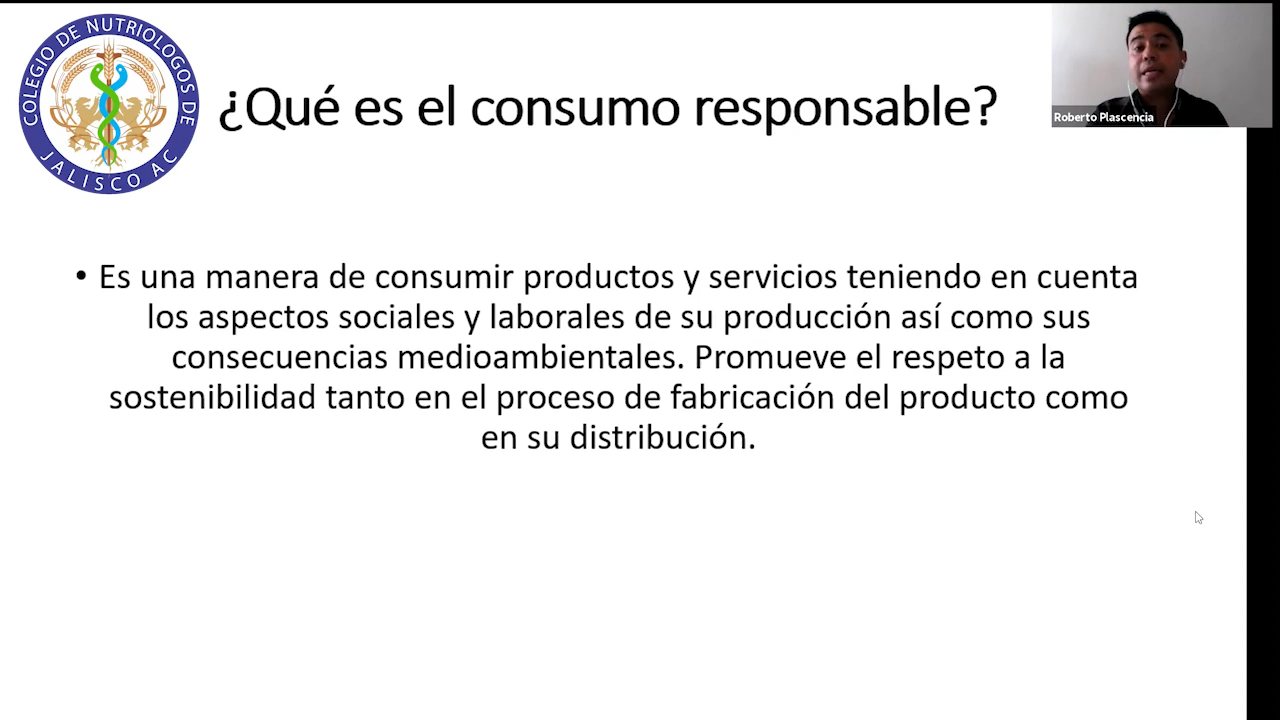 COLEGIO DE NUTRIOLOGOS DE
JALISCO AC
¿Qué es el consumo responsable?
Roberto Plascencia
• Es una manera de consumir productos y servicios teniendo en cuenta
los aspectos sociales y laborales de su producción así como sus
consecuencias medioambientales. Promueve el respeto a la
sostenibilidad tanto en el proceso de fabricación del producto como
en su distribución.